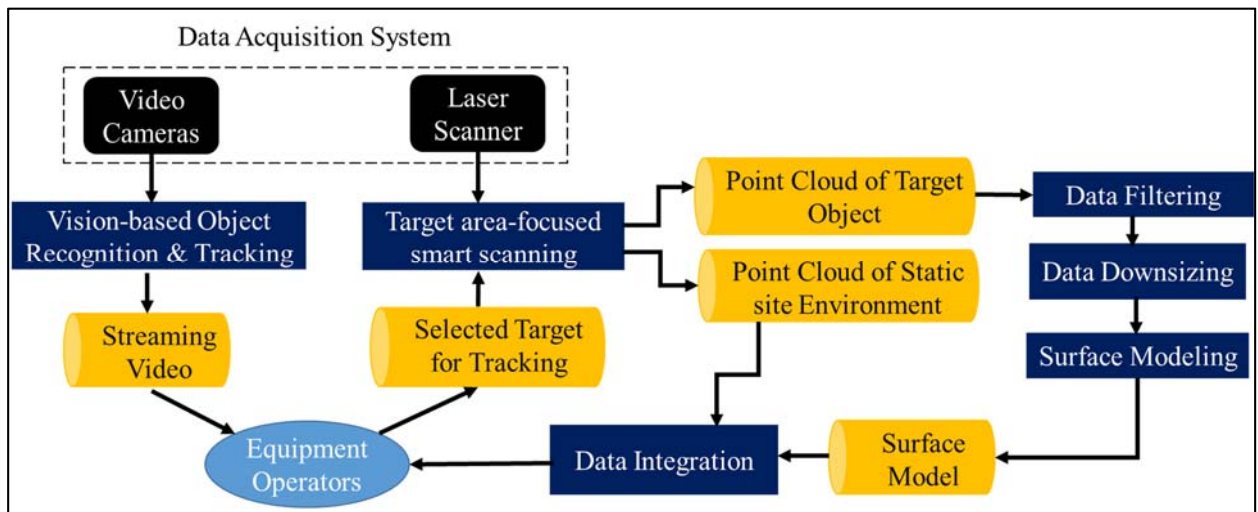 Data Acquisition System
Video
Cameras
Laser
Scanner
Vision-based Object
Recognition & Tracking
Target area-focused
smart scanning
Point Cloud of Target
Object
Data Filtering
Point Cloud of Static
site Environment
Data Downsizing
Streaming
Video
Selected Target
for Tracking
Surface Modeling
Equipment
Operators
Data Integration
Surface
Model